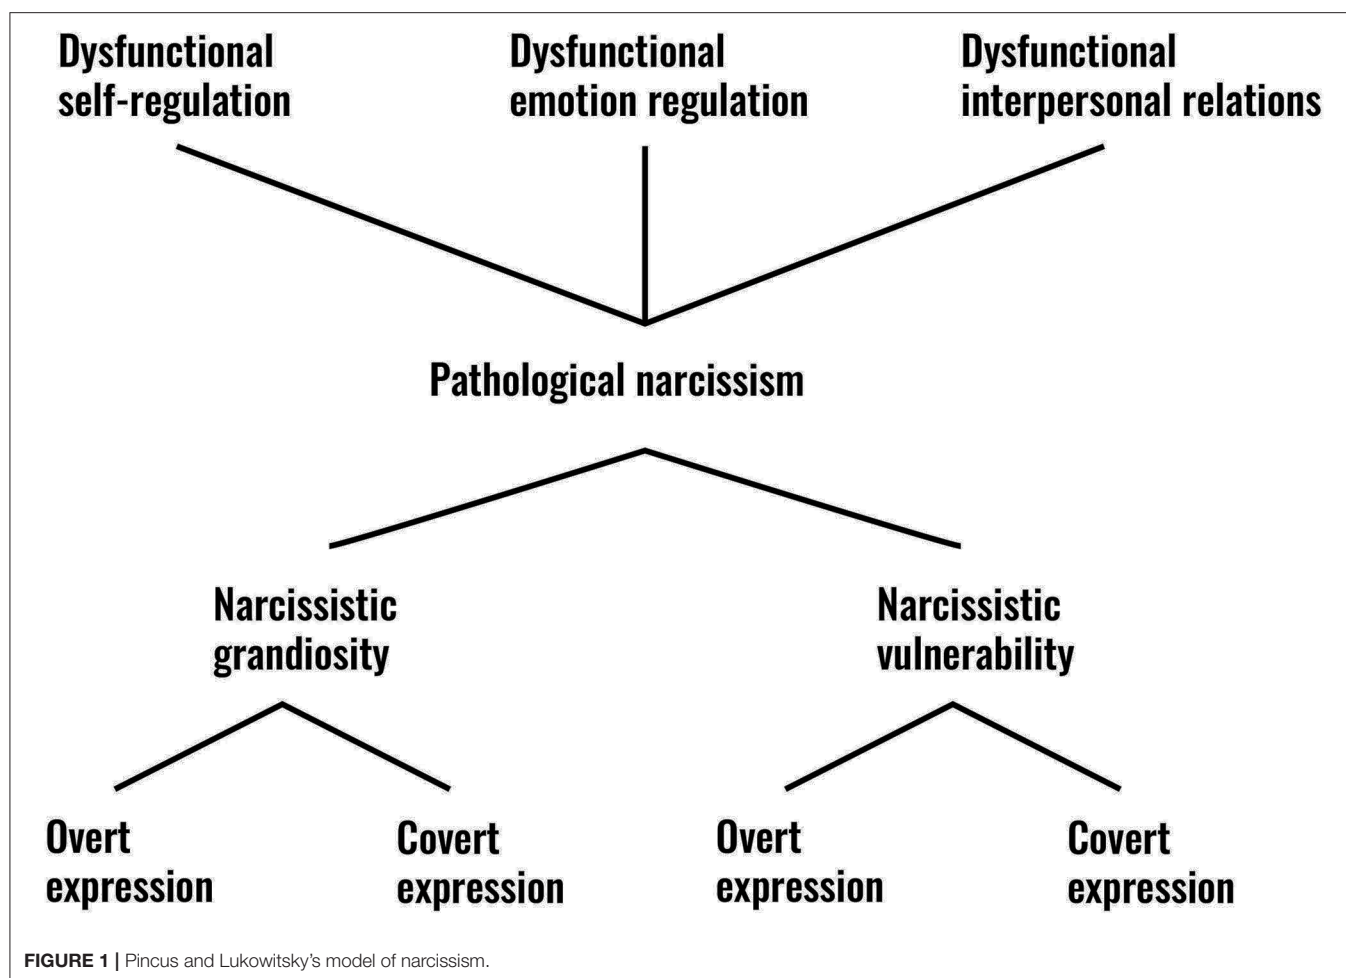 Dysfunctional
self-regulation
Dysfunctional
emotion regulation
Dysfunctional
interpersonal relations
Pathological narcissism
Narcissistic
grandiosity
Narcissistic
vulnerability
Overt
expression
Covert
expression
Overt
expression
Covert
expression
FIGURE 1 | Pincus and Lukowitsky’s model of narcissism.